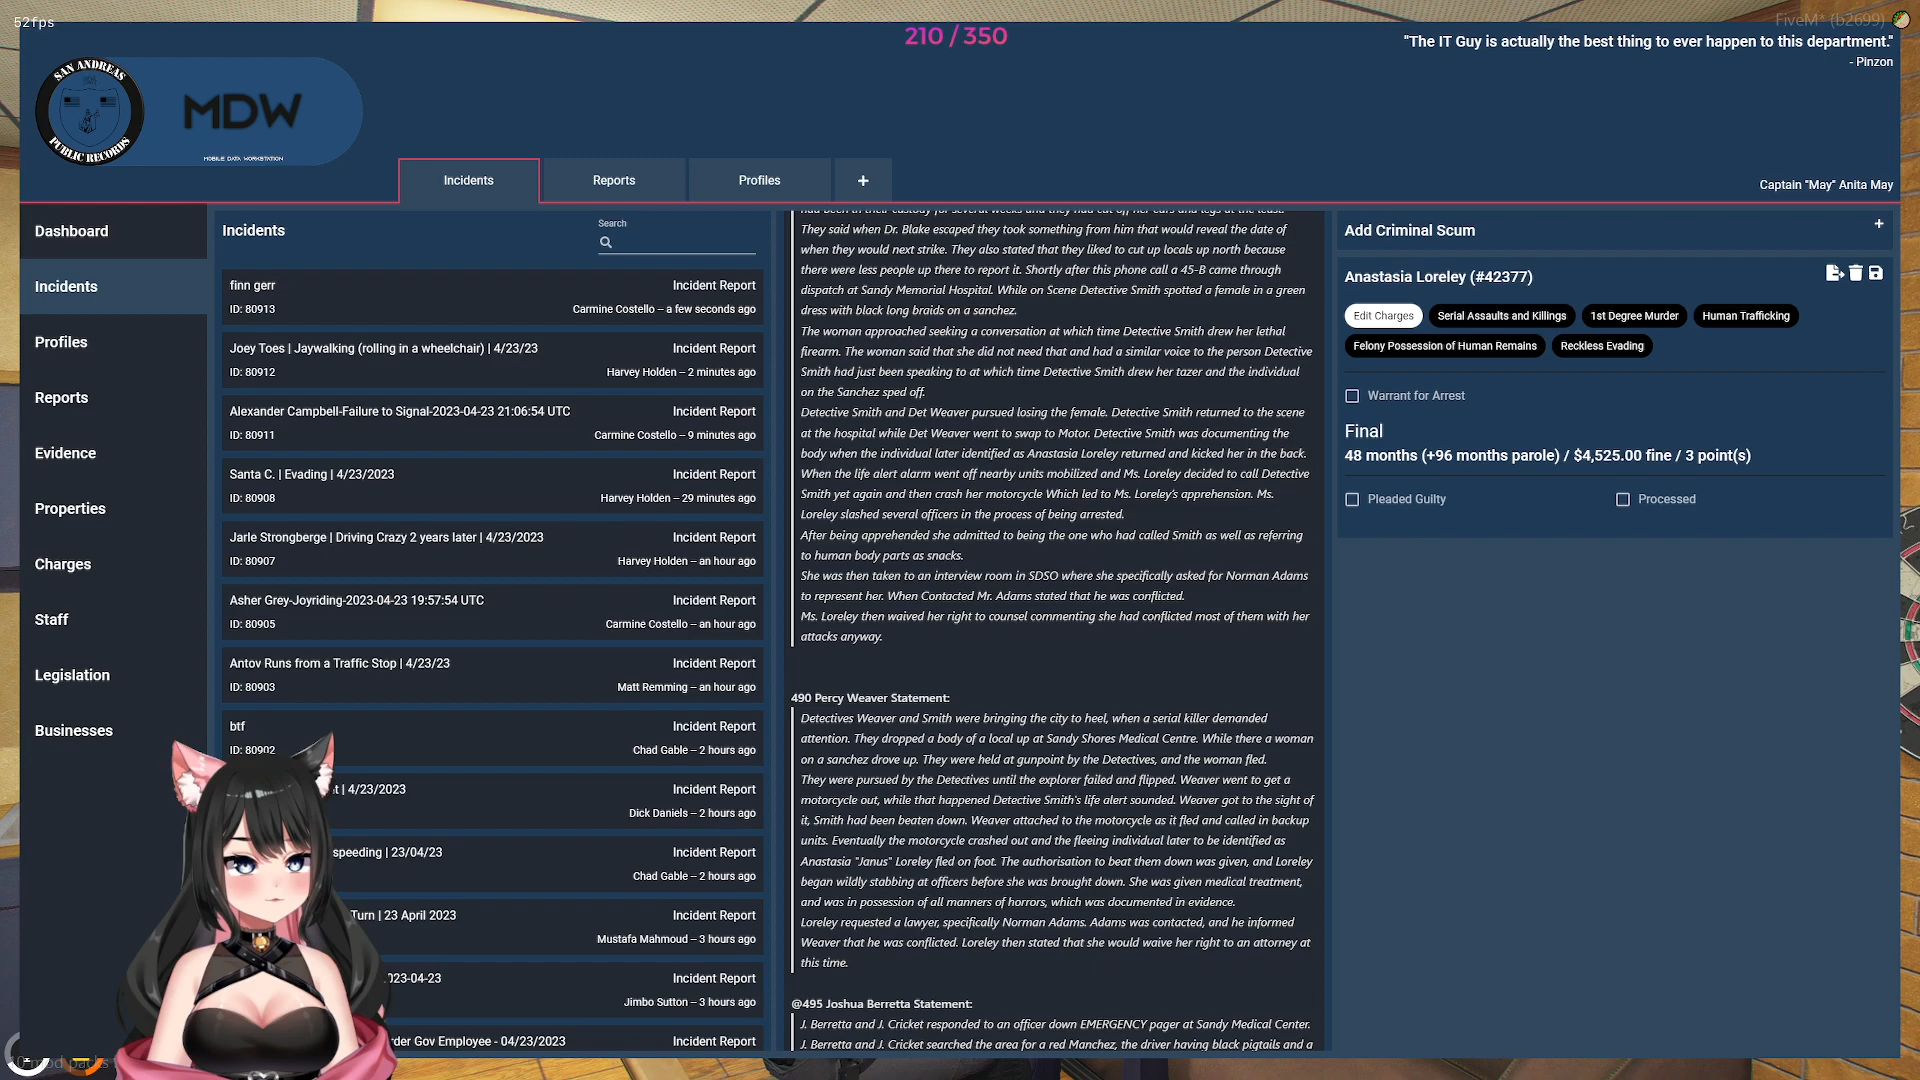 52fps
210 / 350
FiveM* (b2699)
"The IT Guy is actually the best thing to ever happen to this department."
- Pinzon
SAN ANDREAS
PUBLIC RECORDS
MDW
MOBILE DATA WORKSTATION
Incidents
Reports
Profiles
+
Captain "May" Anita May
Dashboard
Incidents
Profiles
Reports
Evidence
Properties
Charges
Staff
Legislation
Businesses
Incidents
Search
finn gerr Incident Report
ID: 80913 Carmine Costello – a few seconds ago
Joey Toes | Jaywalking (rolling in a wheelchair) | 4/23/23 Incident Report
ID: 80912 Harvey Holden – 2 minutes ago
Alexander Campbell-Failure to Signal-2023-04-23 21:06:54 UTC Incident Report
ID: 80911 Carmine Costello – 9 minutes ago
Santa C. | Evading | 4/23/2023 Incident Report
ID: 80908 Harvey Holden – 29 minutes ago
Jarle Strongberge | Driving Crazy 2 years later | 4/23/2023 Incident Report
ID: 80907 Harvey Holden – an hour ago
Asher Grey-Joyriding-2023-04-23 19:57:54 UTC Incident Report
ID: 80905 Carmine Costello – an hour ago
Antov Runs from a Traffic Stop | 4/23/23 Incident Report
ID: 80903 Matt Remming – an hour ago
btf Incident Report
ID: 80902 Chad Gable – 2 hours ago
t | 4/23/2023 Incident Report
Dick Daniels – 2 hours ago
speeding | 23/04/23 Incident Report
Chad Gable – 2 hours ago
Turn | 23 April 2023 Incident Report
Mustafa Mahmoud – 3 hours ago
023-04-23 Incident Report
Jimbo Sutton – 3 hours ago
rder Gov Employee - 04/23/2023 Incident Report
had been in their custody for several weeks and they had cut off her ears and legs at the least.
They said when Dr. Blake escaped they took something from him that would reveal the date of
when they would next strike. They also stated that they liked to cut up locals up north because
there were less people up there to report it. Shortly after this phone call a 45-B came through
dispatch at Sandy Memorial Hospital. While on Scene Detective Smith spotted a female in a green
dress with black long braids on a sanchez.
The woman approached seeking a conversation at which time Detective Smith drew her lethal
firearm. The woman said that she did not need that and had a similar voice to the person Detective
Smith had just been speaking to at which time Detective Smith drew her tazer and the individual
on the Sanchez sped off.
Detective Smith and Det Weaver pursued losing the female. Detective Smith returned to the scene
at the hospital while Det Weaver went to swap to Motor. Detective Smith was documenting the
body when the individual later identified as Anastasia Loreley returned and kicked her in the back.
When the life alert alarm went off nearby units mobilized and Ms. Loreley decided to call Detective
Smith yet again and then crash her motorcycle Which led to Ms. Loreley's apprehension. Ms.
Loreley slashed several officers in the process of being arrested.
After being apprehended she admitted to being the one who had called Smith as well as referring
to human body parts as snacks.
She was then taken to an interview room in SDSO where she specifically asked for Norman Adams
to represent her. When Contacted Mr. Adams stated that he was conflicted.
Ms. Loreley then waived her right to counsel commenting she had conflicted most of them with her
attacks anyway.
490 Percy Weaver Statement:
Detectives Weaver and Smith were bringing the city to heel, when a serial killer demanded
attention. They dropped a body of a local up at Sandy Shores Medical Centre. While there a woman
on a sanchez drove up. They were held at gunpoint by the Detectives, and the woman fled.
They were pursued by the Detectives until the explorer failed and flipped. Weaver went to get a
motorcycle out, while that happened Detective Smith's life alert sounded. Weaver got to the sight of
it, Smith had been beaten down. Weaver attached to the motorcycle as it fled and called in backup
units. Eventually the motorcycle crashed out and the fleeing individual later to be identified as
Anastasia "Janus" Loreley fled on foot. The authorisation to beat them down was given, and Loreley
began wildly stabbing at officers before she was brought down. She was given medical treatment,
and was in possession of all manners of horrors, which was documented in evidence.
Loreley requested a lawyer, specifically Norman Adams. Adams was contacted, and he informed
Weaver that he was conflicted. Loreley then stated that she would waive her right to an attorney at
this time.
@495 Joshua Berretta Statement:
J. Berretta and J. Cricket responded to an officer down EMERGENCY pager at Sandy Medical Center.
J. Berretta and J. Cricket searched the area for a red Manchez, the driver having black pigtails and a
Add Criminal Scum
+
Anastasia Loreley (#42377)
Edit Charges Serial Assaults and Killings 1st Degree Murder Human Trafficking
Felony Possession of Human Remains Reckless Evading
Warrant for Arrest
Final
48 months (+96 months parole) / $4,525.00 fine / 3 point(s)
Pleaded Guilty Processed
mod packs